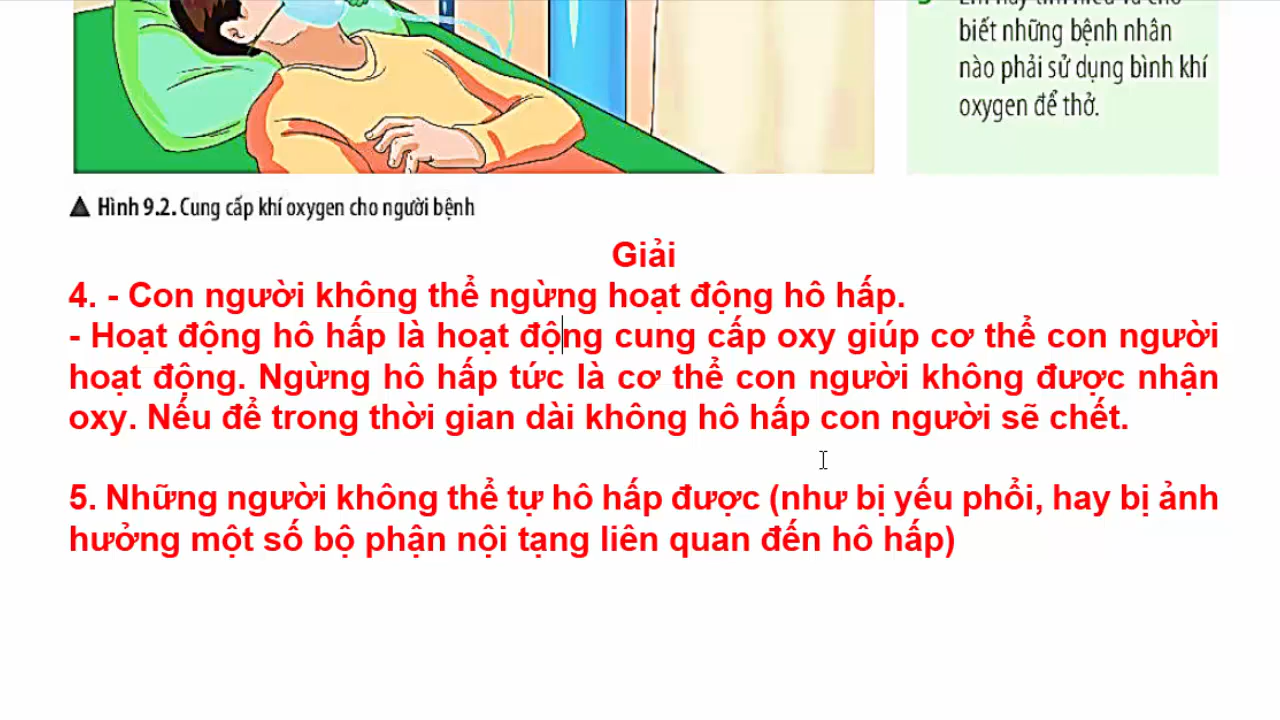 biết những bệnh nhân
nào phải sử dụng bình khí
oxygen để thở.
▲ Hình 9.2. Cung cấp khí oxygen cho người bệnh
Giải
4. - Con người không thể ngừng hoạt động hô hấp.
- Hoạt động hô hấp là hoạt động cung cấp oxy giúp cơ thể con người
hoạt động. Ngừng hô hấp tức là cơ thể con người không được nhận
oxy. Nếu để trong thời gian dài không hô hấp con người sẽ chết.
5. Những người không thể tự hô hấp được (như bị yếu phổi, hay bị ảnh
hưởng một số bộ phận nội tạng liên quan đến hô hấp)